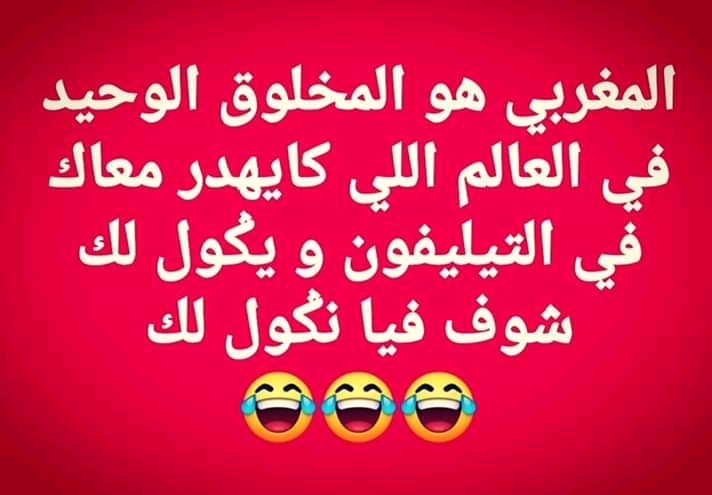 المغربي هو المخلوق الوحيد
في العالم اللي كايهدر معاك
في التيليفون و يڭول لك
شوف فيا نڭول لك
😂😂😂